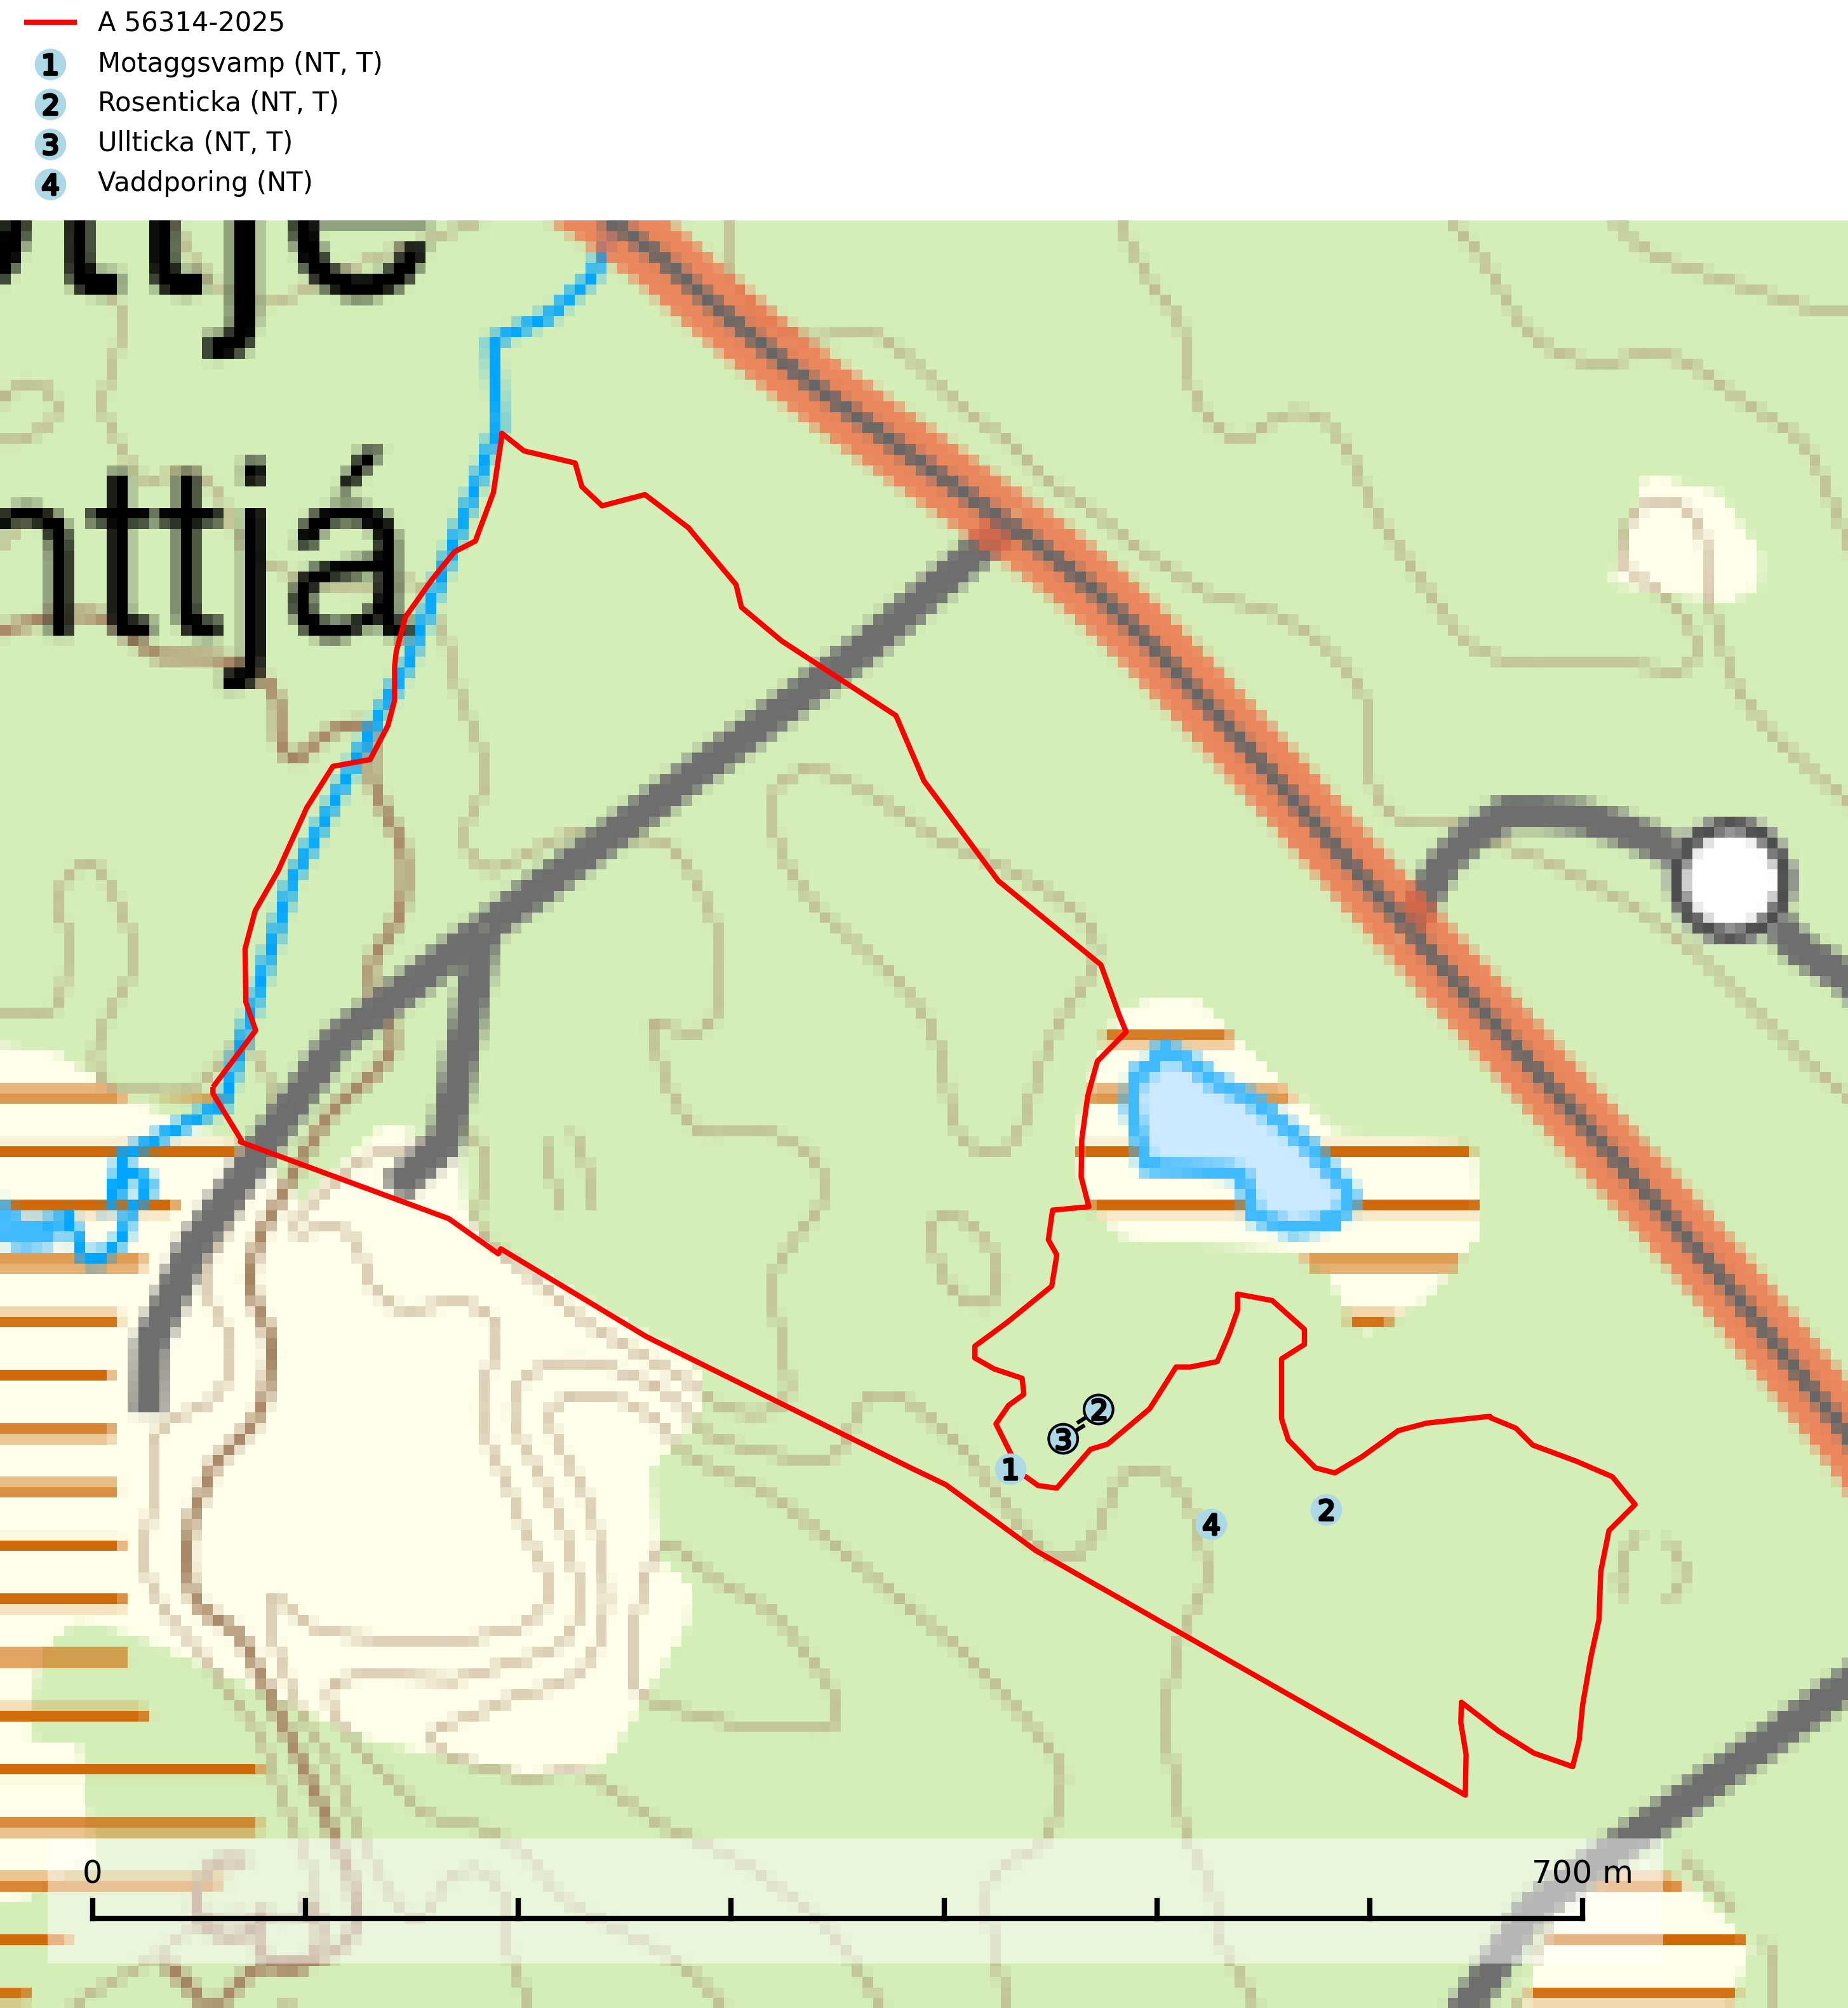 A 56314-2025
1 Motaggsvamp (NT, T)
2 Rosenticka (NT, T)
3 Ullticka (NT, T)
4 Vaddporing (NT)
ttjá
2
3
1
4
2
0 700 m